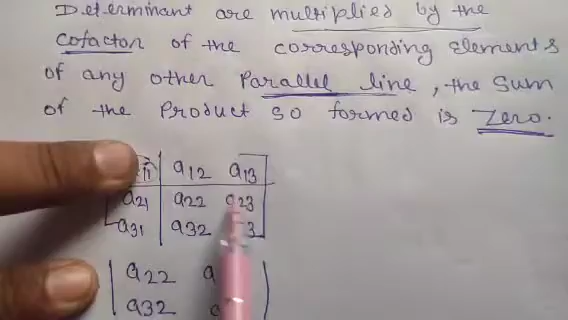 Determinant are multiplied by the
cofactor of the corresponding Elements
of any other Parallel line, the Sum
of the Product so formed is Zero.
a12 a13
a21 a22 a23
a31 a32
a22
a32